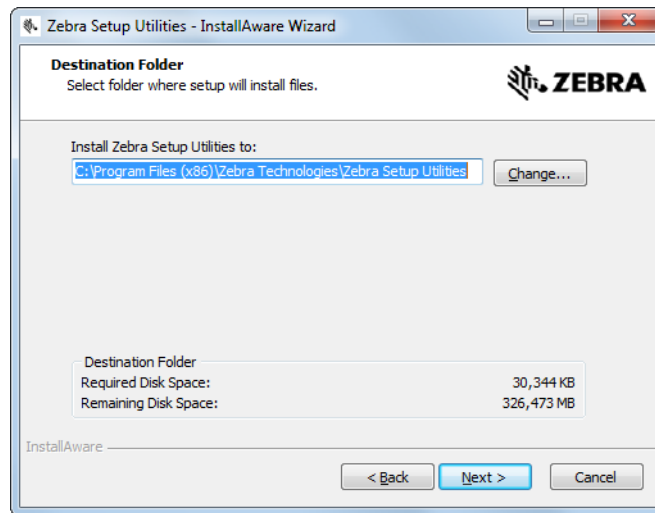 Zebra Setup Utilities - InstallAware Wizard
Destination Folder
Select folder where setup will install files.
ZEBRA
Install Zebra Setup Utilities to:
C:\Program Files (x86)\Zebra Technologies\Zebra Setup Utilities
Change...
Destination Folder
Required Disk Space: 30,344 KB
Remaining Disk Space: 326,473 MB
InstallAware
< Back Next > Cancel